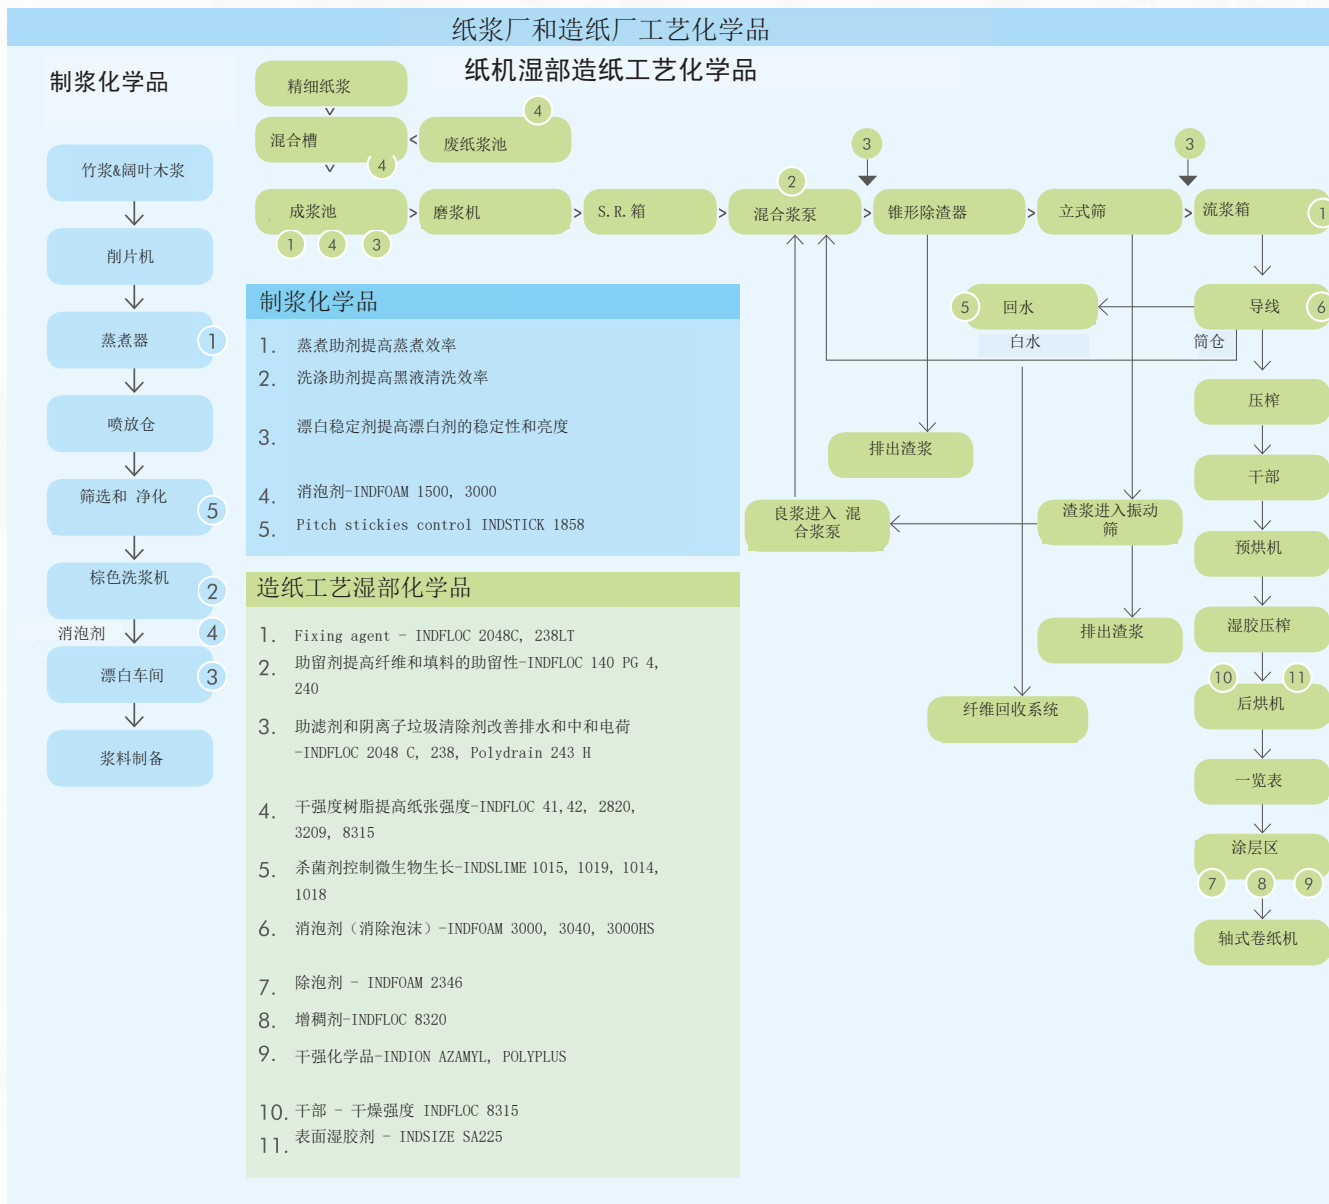 纸浆厂和造纸厂工艺化学品
制浆化学品
纸机湿部造纸工艺化学品
竹浆&阔叶木浆
削片机
蒸煮器
1
喷放仓
筛选和 净化
5
棕色洗浆机
2
消泡剂
4
漂白车间
3
浆料制备
精细纸浆
混合槽
4
废纸浆池
4
成浆池
1
4
3
磨浆机
S.R.箱
混合浆泵
2
3
锥形除渣器
立式筛
3
流浆箱
1
5
回水
导线
6
白水
筒仓
压榨
排出渣浆
干部
良浆进入 混
合浆泵
渣浆进入振动
筛
预烘机
排出渣浆
湿胶压榨
10
11
后烘机
纤维回收系统
一览表
涂层区
7
8
9
轴式卷纸机
制浆化学品
1. 蒸煮助剂提高蒸煮效率
2. 洗涤助剂提高黑液清洗效率
3. 漂白稳定剂提高漂白剂的稳定性和亮度
4. 消泡剂-INDFOAM 1500, 3000
5. Pitch stickies control INDSTICK 1858
造纸工艺湿部化学品
1. Fixing agent - INDFLOC 2048C, 238LT
2. 助留剂提高纤维和填料的助留性-INDFLOC 140 PG 4,
240
3. 助滤剂和阴离子垃圾清除剂改善排水和中和电荷
-INDFLOC 2048 C, 238, Polydrain 243 H
4. 干强度树脂提高纸张强度-INDFLOC 41,42, 2820,
3209, 8315
5. 杀菌剂控制微生物生长-INDSLIME 1015, 1019, 1014,
1018
6. 消泡剂（消除泡沫）-INDFOAM 3000, 3040, 3000HS
7. 除泡剂 - INDFOAM 2346
8. 增稠剂-INDFLOC 8320
9. 干强化学品-INDION AZAMYL, POLYPLUS
10. 干部 - 干燥强度 INDFLOC 8315
11. 表面湿胶剂 - INDSIZE SA225